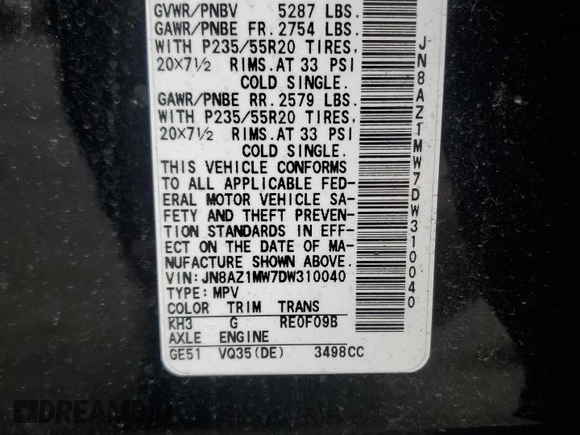 GVWR/PNBV 5287 LBS.
GAWR/PNBE FR. 2754 LBS.
WITH P235/55R20 TIRES,
20X7½ RIMS.AT 33 PSI
COLD SINGLE.
GAWR/PNBE RR. 2579 LBS.
WITH P235/55R20 TIRES,
20X7½ RIMS.AT 33 PSI
COLD SINGLE.
THIS VEHICLE CONFORMS
TO ALL APPLICABLE FED-
ERAL MOTOR VEHICLE SA-
FETY AND THEFT PREVEN-
TION STANDARDS IN EFF-
ECT ON THE DATE OF MA-
NUFACTURE SHOWN ABOVE.
VIN: JN8AZ1MW7DW310040
TYPE: MPV
COLOR TRIM TRANS
KH3 G RE0F09B
AXLE ENGINE
GE51 VQ35(DE) 3498CC
JN8AZ1MW7DW310040
DREAMBID